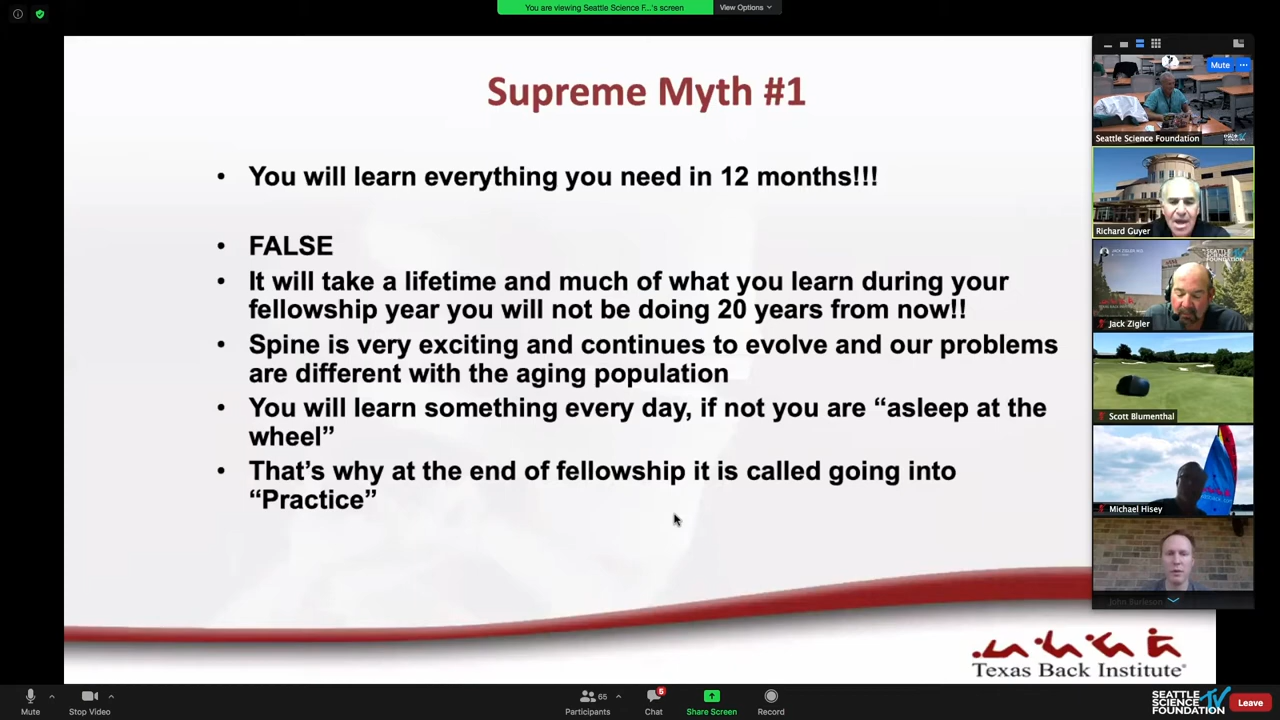 You are viewing Seattle Science F...'s screen
View Options
Supreme Myth #1
• You will learn everything you need in 12 months!!!
• FALSE
• It will take a lifetime and much of what you learn during your
fellowship year you will not be doing 20 years from now!!
• Spine is very exciting and continues to evolve and our problems
are different with the aging population
• You will learn something every day, if not you are “asleep at the
wheel”
• That’s why at the end of fellowship it is called going into
“Practice”
Texas Back Institute®
Mute
Seattle Science Foundation
Richard Guyer
SEATTLE
SCIENCE
FOUNDATION
Jack Zigler
Scott Blumenthal
Michael Hisey
John Burleson
Mute
Stop Video
65
Participants
5
Chat
Share Screen
Record
SEATTLE
SCIENCE
FOUNDATION
TV
Leave